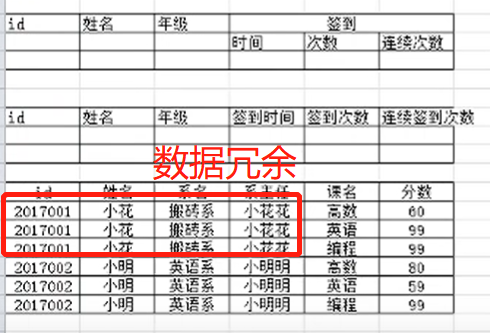 id 姓名 年级 签到
时间 次数 连续次数
id 姓名 年级 签到时间 签到次数 连续签到次数
数据冗余
id 姓名 系名 系主任 课名 分数
2017001 小花 搬砖系 小花花 高数 60
2017001 小花 搬砖系 小花花 英语 99
2017001 小花 搬砖系 小花花 编程 99
2017002 小明 英语系 小明明 高数 80
2017002 小明 英语系 小明明 英语 59
2017002 小明 英语系 小明明 编程 99